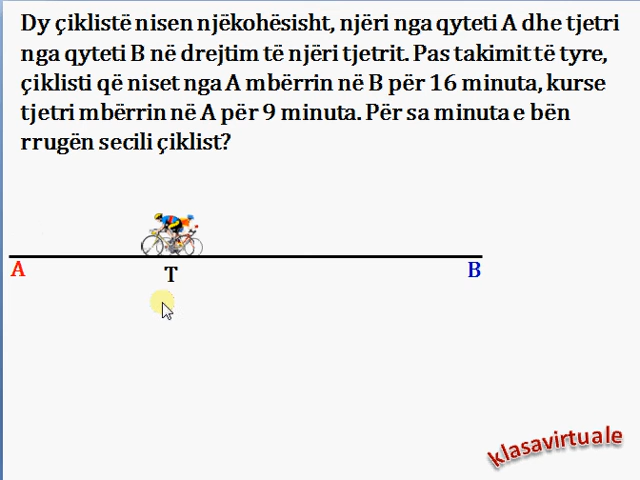 Dy çiklistë nisen njëkohësisht, njëri nga qyteti A dhe tjetri
nga qyteti B në drejtim të njëri tjetrit. Pas takimit të tyre,
çiklisti që niset nga A mbërrin në B për 16 minuta, kurse
tjetri mbërrin në A për 9 minuta. Për sa minuta e bën
rrugën secili çiklist?
A
T
B
klasavirtuale